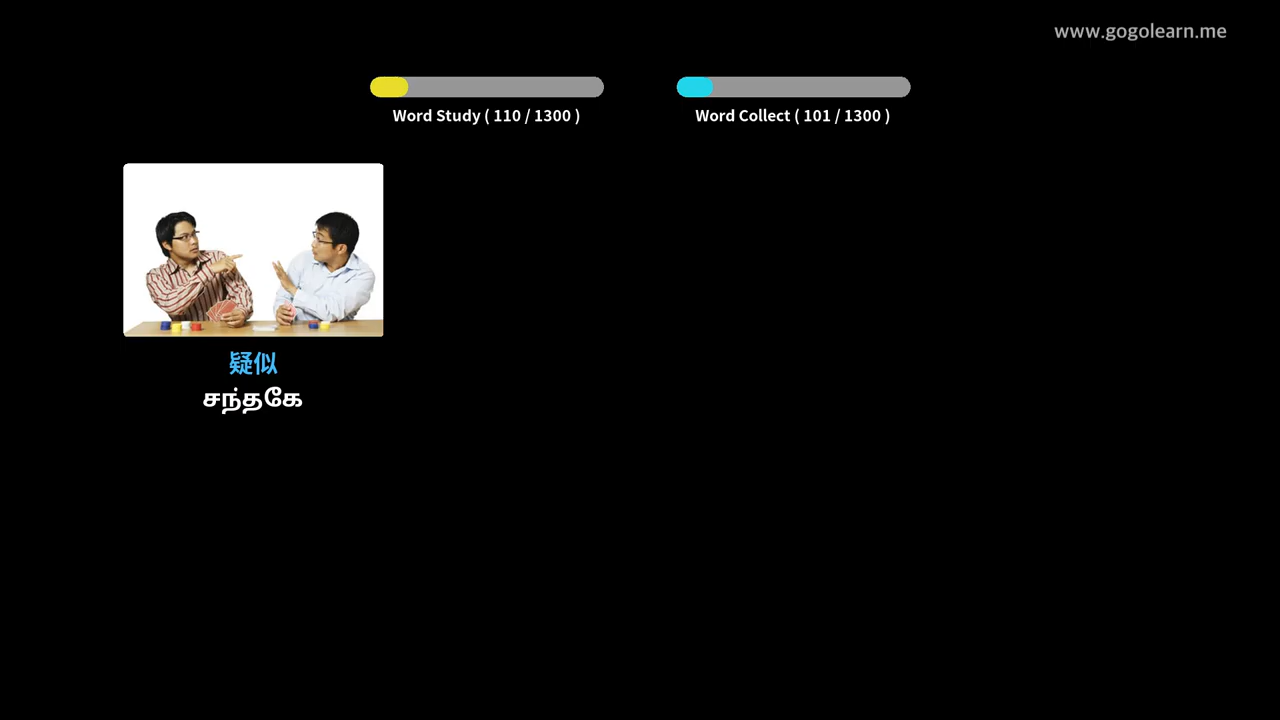 www.gogolearn.me
Word Study ( 110 / 1300 )
Word Collect ( 101 / 1300 )
疑似
சந்தகே